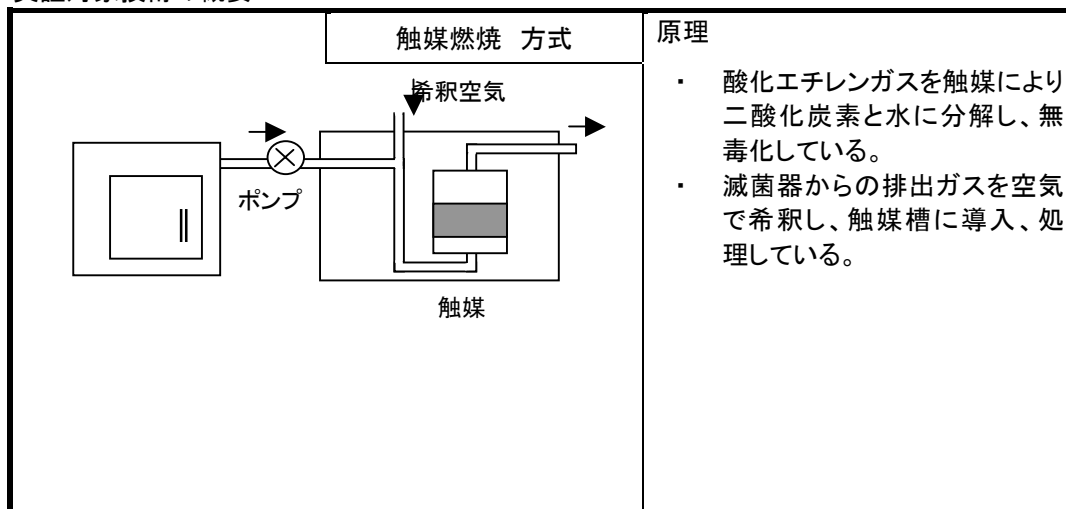 触媒燃焼 方式
希釈空気
ポンプ
触媒
原理
・ 酸化エチレンガスを触媒により
二酸化炭素と水に分解し、無
毒化している。
・ 滅菌器からの排出ガスを空気
で希釈し、触媒槽に導入、処
理している。